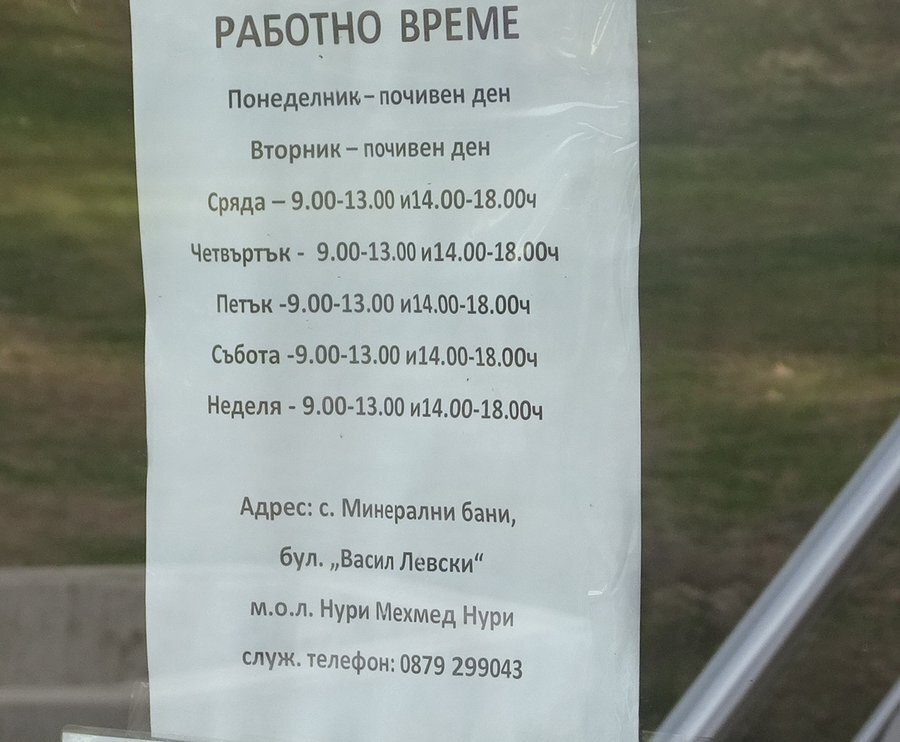 РАБОТНО ВРЕМЕ
Понеделник – почивен ден
Вторник – почивен ден
Сряда – 9.00-13.00 и14.00-18.00ч
Четвъртък - 9.00-13.00 и14.00-18.00ч
Петък -9.00-13.00 и14.00-18.00ч
Събота -9.00-13.00 и14.00-18.00ч
Неделя - 9.00-13.00 и14.00-18.00ч
Адрес: с. Минерални бани,
бул. „Васил Левски“
м.о.л. Нури Мехмед Нури
служ. телефон: 0879 299043